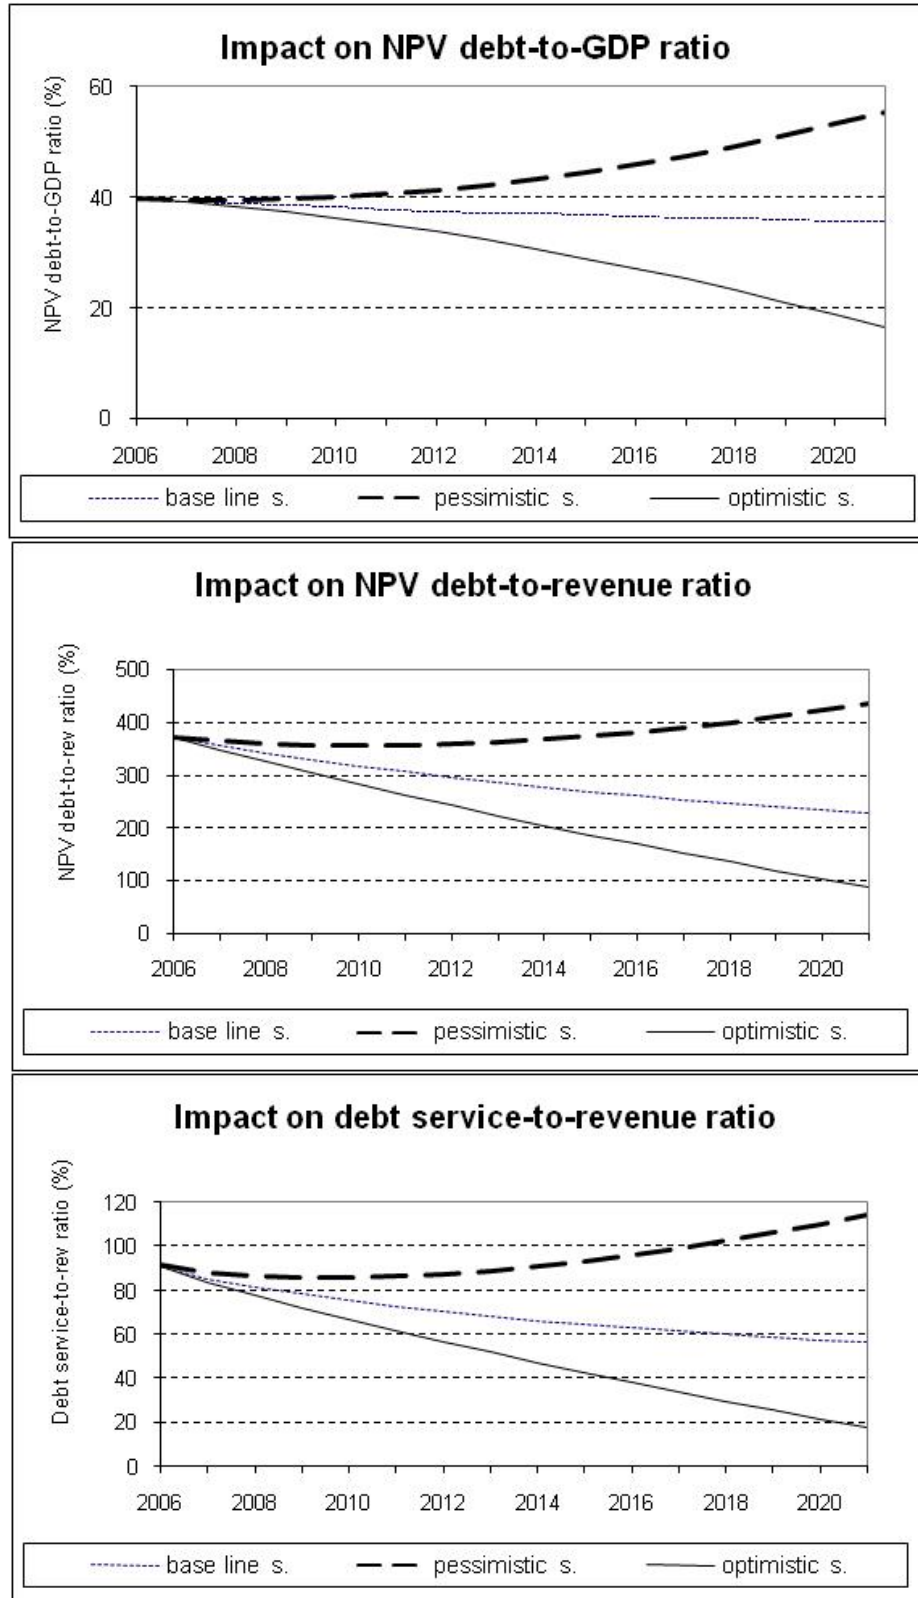 Impact on NPV debt-to-GDP ratio
NPV debt-to-GDP ratio (%)
60
40
20
0
2006 2008 2010 2012 2014 2016 2018 2020
base line s. pessimistic s. optimistic s.
Impact on NPV debt-to-revenue ratio
NPV debt-to-rev ratio (%)
500
400
300
200
100
0
2006 2008 2010 2012 2014 2016 2018 2020
base line s. pessimistic s. optimistic s.
Impact on debt service-to-revenue ratio
Debt service-to-rev ratio (%)
120
100
80
60
40
20
0
2006 2008 2010 2012 2014 2016 2018 2020
base line s. pessimistic s. optimistic s.